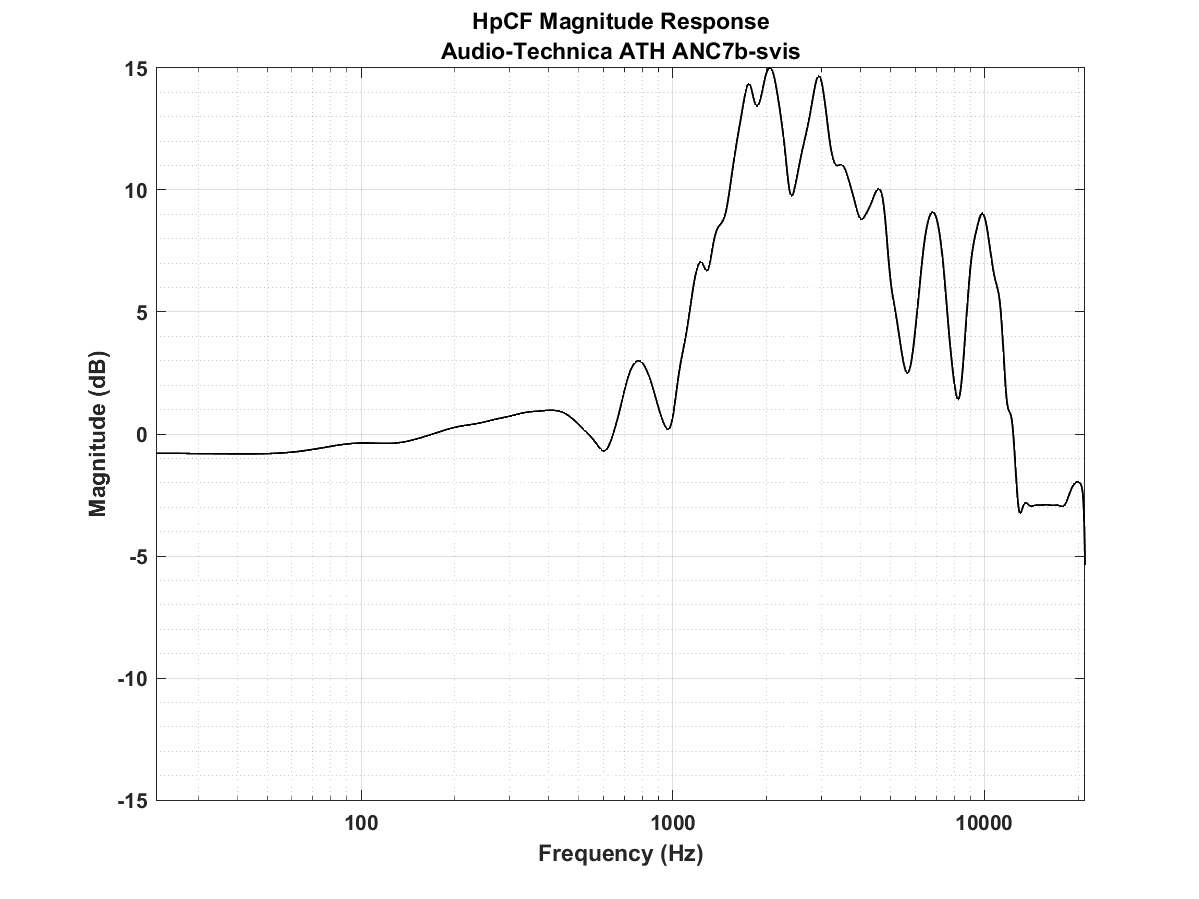 HpCF Magnitude Response
Audio-Technica ATH ANC7b-svis
15
10
5
0
-5
-10
-15
Magnitude (dB)
100 1000 10000
Frequency (Hz)